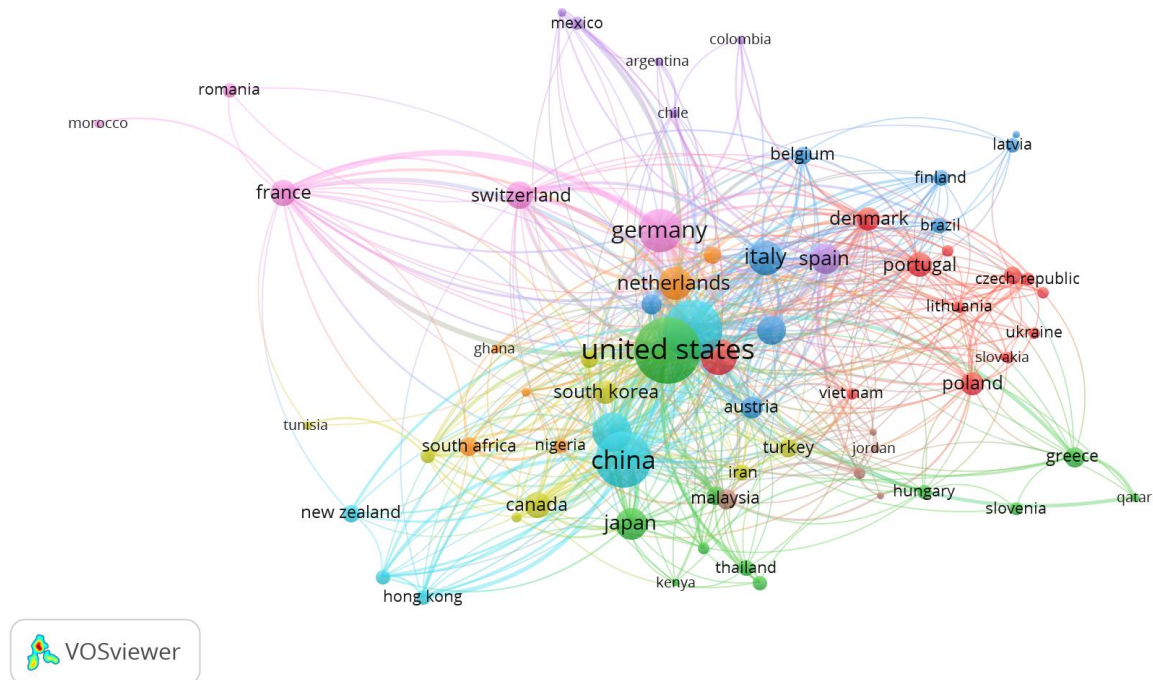 mexico
colombia
argentina
romania
chile
morocco
latvia
belgium
finland
france
switzerland
denmark
brazil
germany
italy
spain
portugal
czech republic
netherlands
lithuania
ukraine
united states
ghana
slovakia
south korea
viet nam
poland
austria
tunisia
south africa
nigeria
turkey
jordan
greece
china
iran
malaysia
hungary
qatar
new zealand
canada
slovenia
japan
thailand
kenya
hong kong
VOSviewer